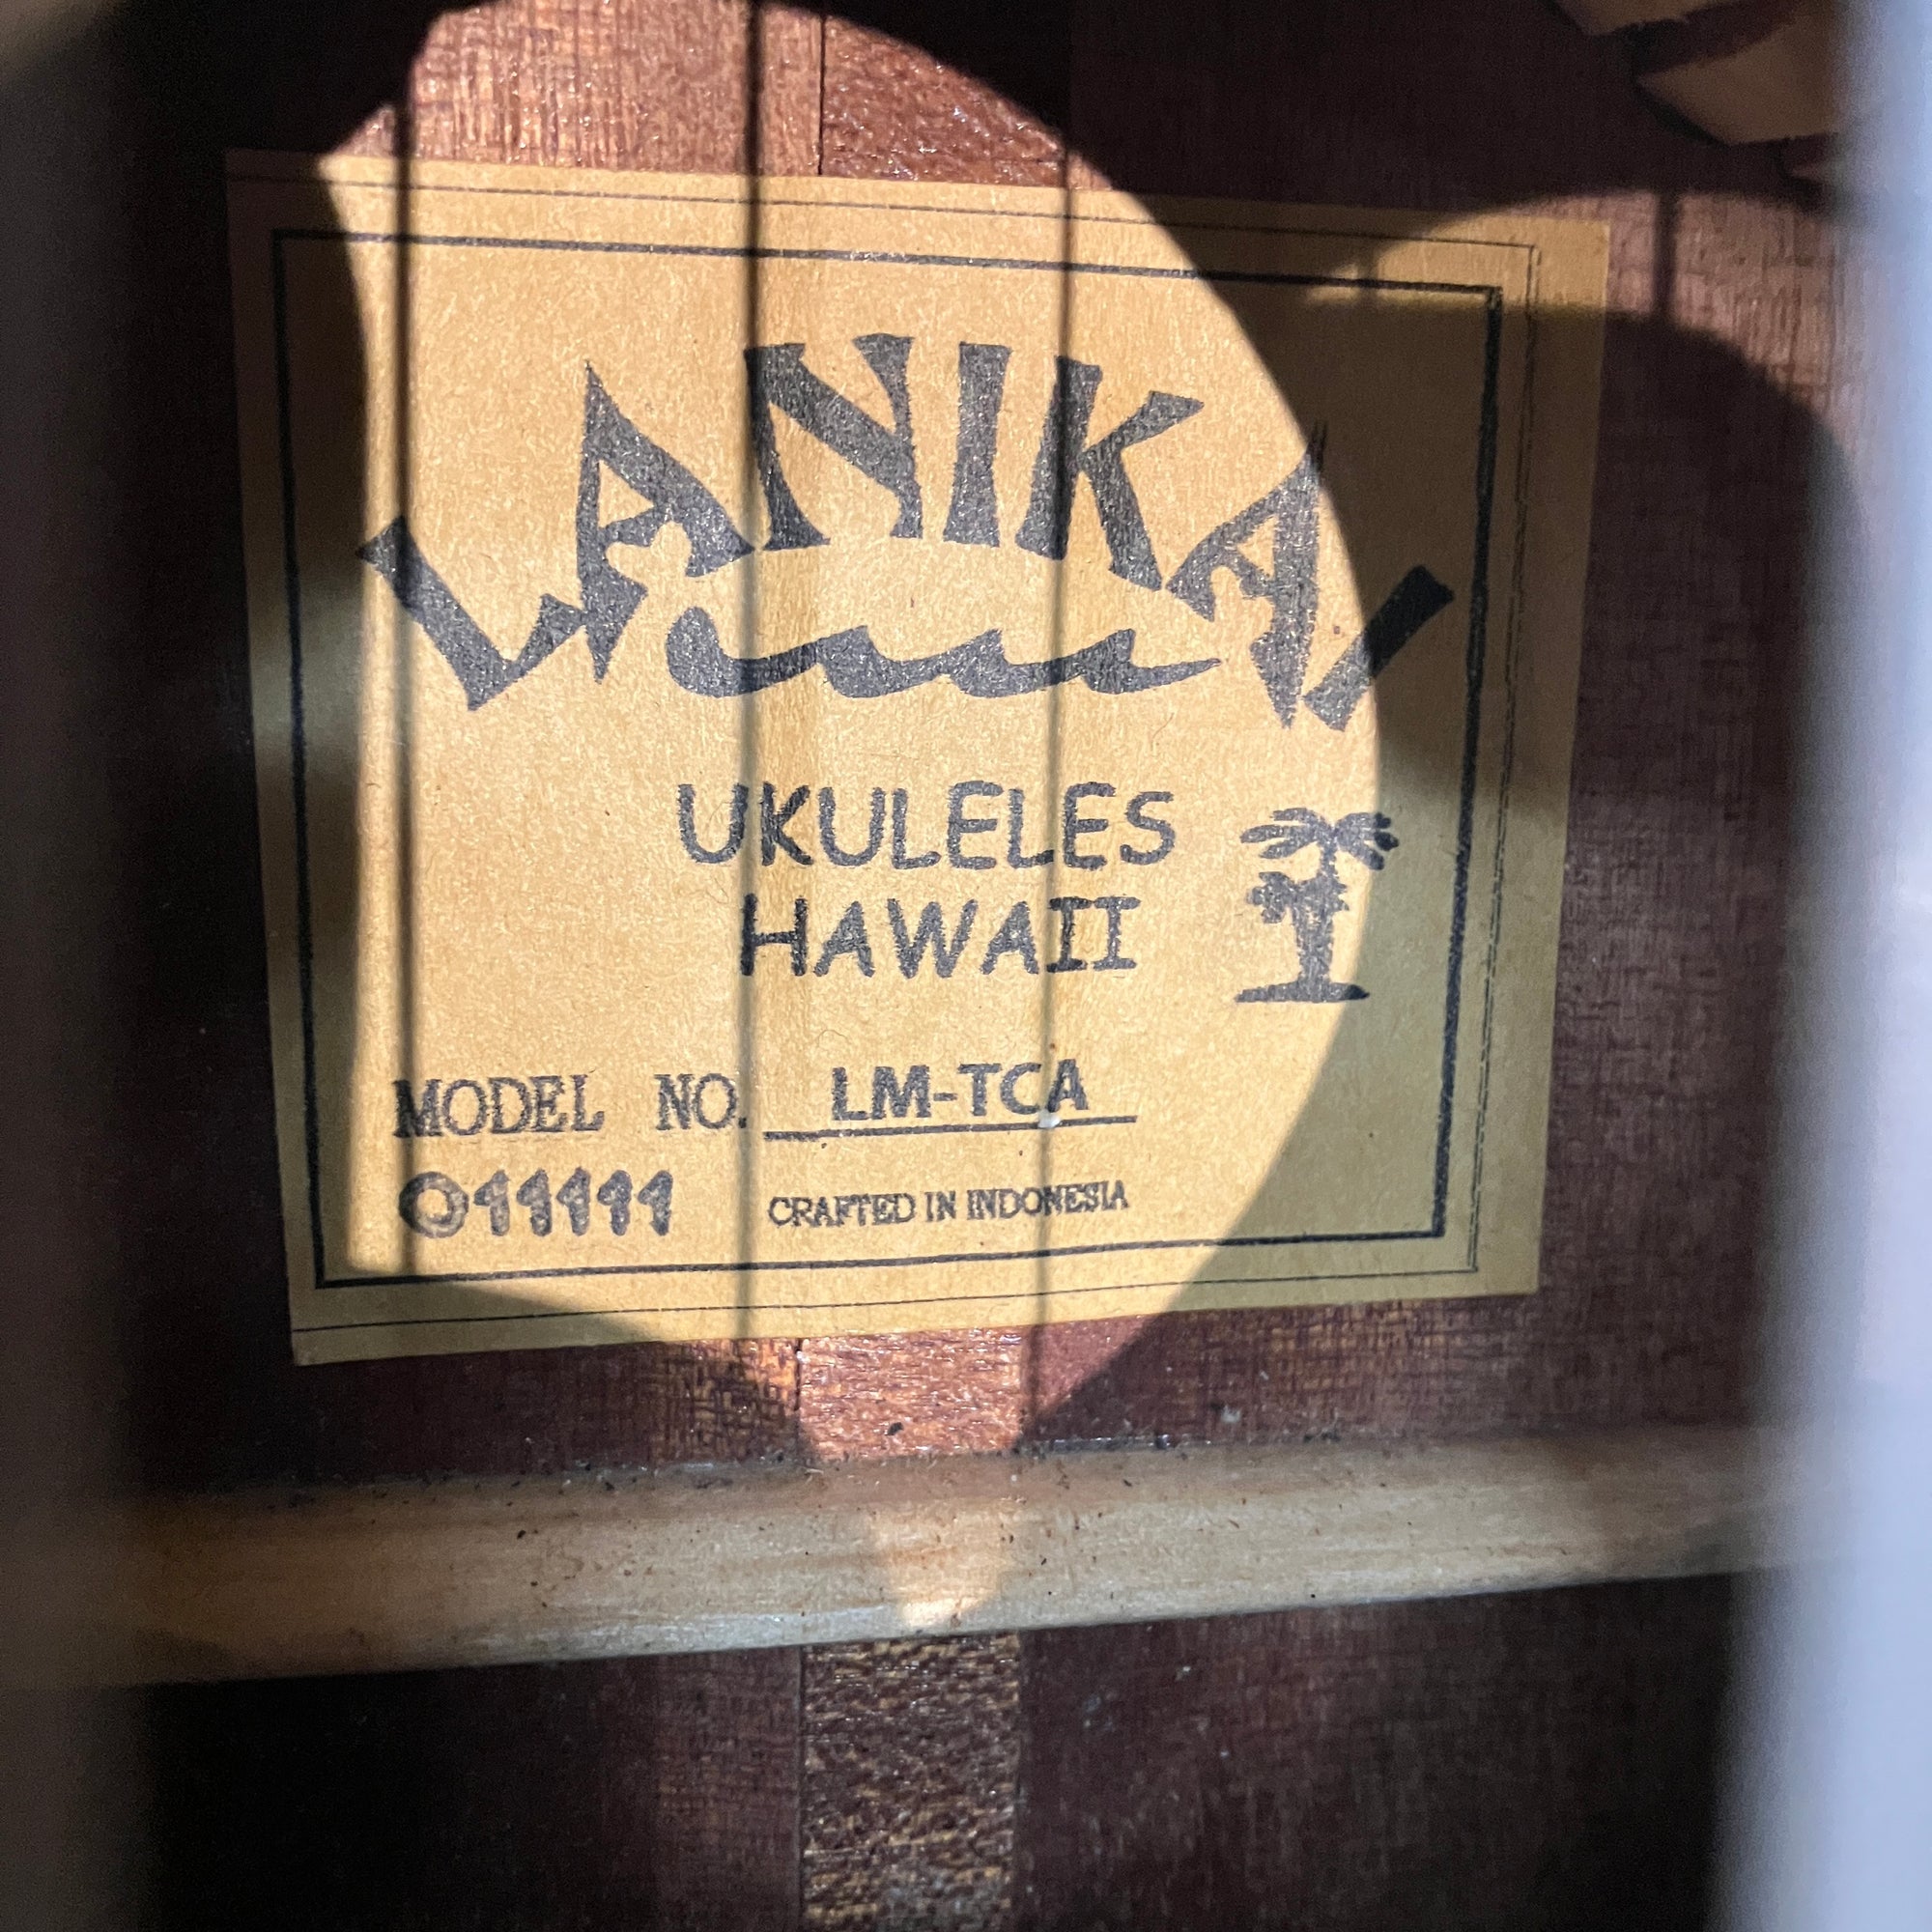 LANIKAI
UKULELES
HAWAII
MODEL NO. LM-TCA
011111 CRAFTED IN INDONESIA